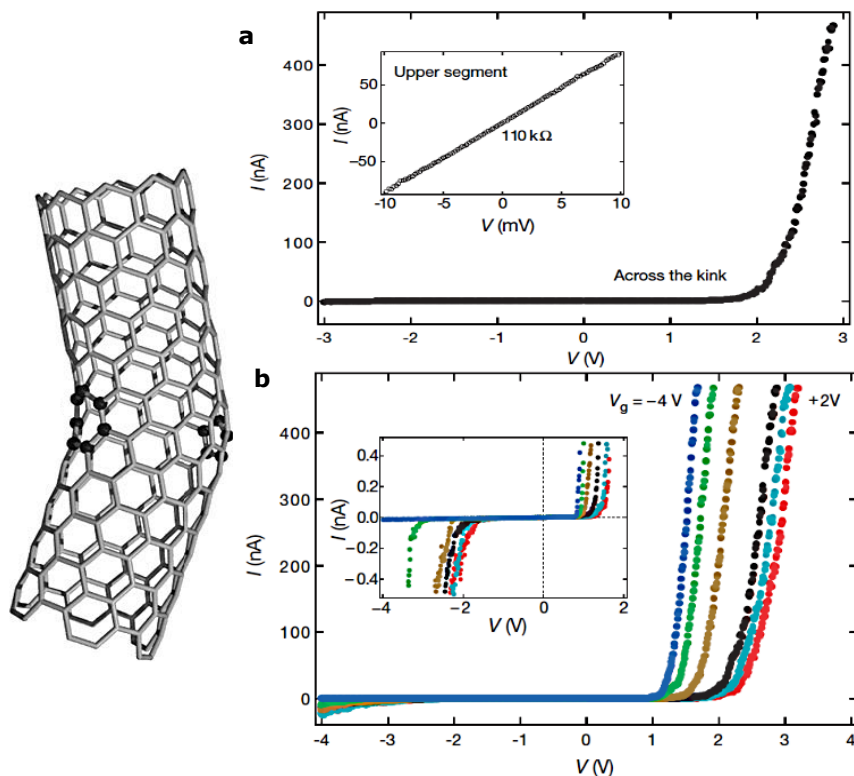 a
400
300
200
100
0
I (nA)
Upper segment
50
0
−50
I (nA)
110 kΩ
-10
-5
0
5
10
V (mV)
Across the kink
−3
−2
−1
0
1
2
3
V (V)
b
400
300
200
100
0
I (nA)
Vg = −4 V
+2V
0.4
0.2
0.0
− 0.2
− 0.4
I (nA)
−4
−2
0
2
V (V)
-4
-3
-2
-1
0
1
2
3
4
V (V)